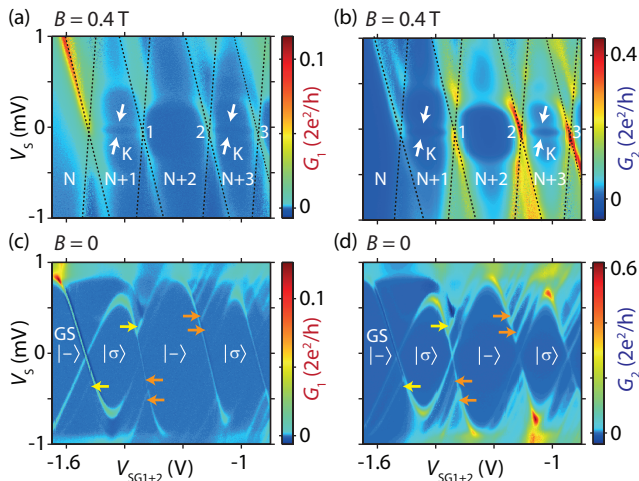 (a) B = 0.4 T
(b) B = 0.4 T
1
0
-1
V_S (mV)
N
N+1
N+2
N+3
K
K
1
2
3
0.1
0
G_1 (2e²/h)
N
N+1
N+2
N+3
K
K
1
2
3
0.4
0
G_2 (2e²/h)
(c) B = 0
(d) B = 0
1
0
-1
V_S (mV)
GS
|−⟩
|σ⟩
|−⟩
|σ⟩
0.1
0
G_1 (2e²/h)
GS
|−⟩
|σ⟩
|−⟩
|σ⟩
0.6
0
G_2 (2e²/h)
-1.6
-1
V_SG1+2 (V)
-1.6
-1
V_SG1+2 (V)